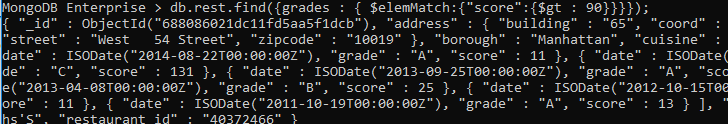 MongoDB Enterprise > db.rest.find({grades : { $elemMatch:{"score":{$gt : 90}}}});
{ "_id" : ObjectId("688086021dc11fd5aa5f1dcb"), "address" : { "building" : "65", "coord" :
"street" : "West   54 Street", "zipcode" : "10019" }, "borough" : "Manhattan", "cuisine" :
date" : ISODate("2014-08-22T00:00:00Z"), "grade" : "A", "score" : 11 }, { "date" : ISODate(
de" : "C", "score" : 131 }, { "date" : ISODate("2013-09-25T00:00:00Z"), "grade" : "A", "sco
e("2013-04-08T00:00:00Z"), "grade" : "B", "score" : 25 }, { "date" : ISODate("2012-10-15T00
ore" : 11 }, { "date" : ISODate("2011-10-19T00:00:00Z"), "grade" : "A", "score" : 13 } ],
hs'S", "restaurant_id" : "40372466" }